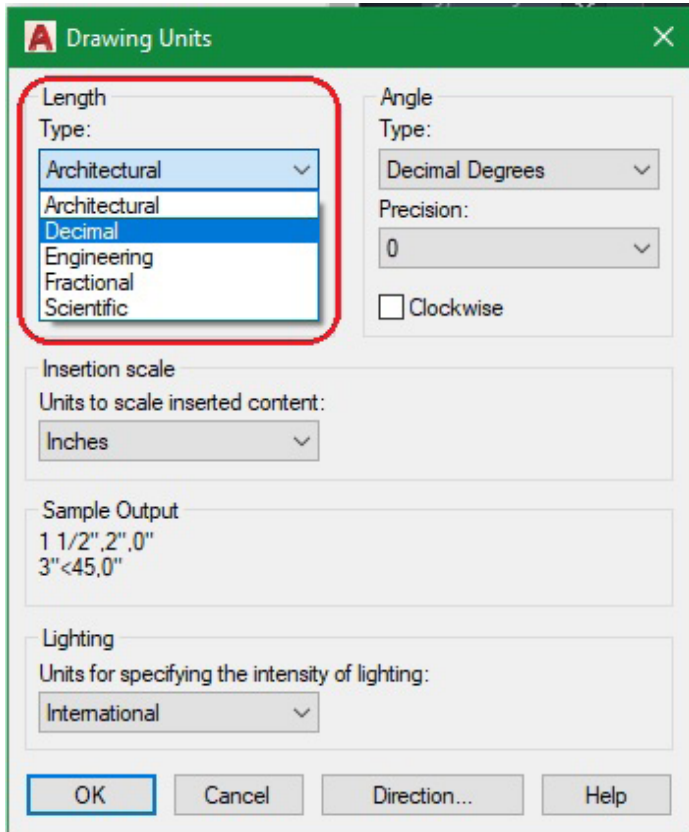 Drawing Units
Length
Type:
Architectural
Architectural
Decimal
Engineering
Fractional
Scientific
Angle
Type:
Decimal Degrees
Precision:
0
Clockwise
Insertion scale
Units to scale inserted content:
Inches
Sample Output
1 1/2",2",0"
3"<45,0"
Lighting
Units for specifying the intensity of lighting:
International
OK
Cancel
Direction...
Help